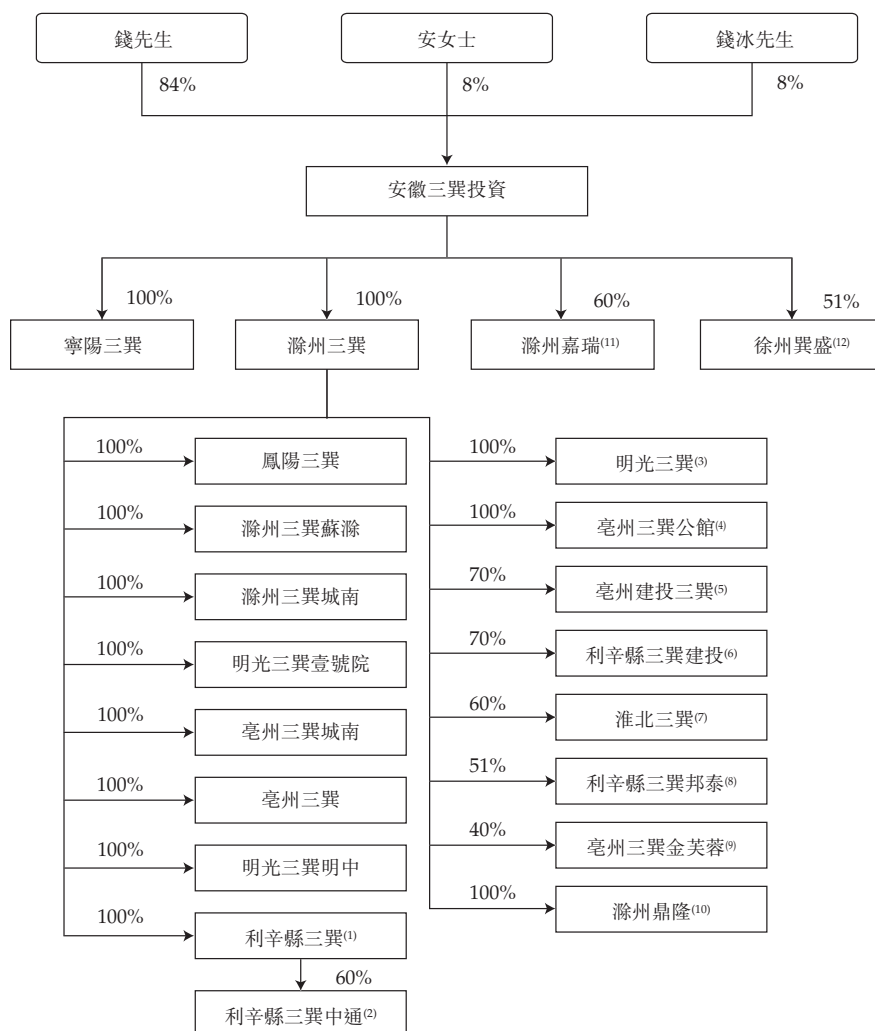 錢先生
安女士
錢冰先生
84%
8%
8%
安徽三巽投資
100%
100%
60%
51%
寧陽三巽
滁州三巽
滁州嘉瑞(11)
徐州巽盛(12)
100%
鳳陽三巽
100%
滁州三巽蘇滁
100%
滁州三巽城南
100%
明光三巽壹號院
100%
亳州三巽城南
100%
亳州三巽
100%
明光三巽明中
100%
利辛縣三巽(1)
60%
利辛縣三巽中通(2)
100%
明光三巽(3)
100%
亳州三巽公館(4)
70%
亳州建投三巽(5)
70%
利辛縣三巽建投(6)
60%
淮北三巽(7)
51%
利辛縣三巽邦泰(8)
40%
亳州三巽金芙蓉(9)
100%
滁州鼎隆(10)